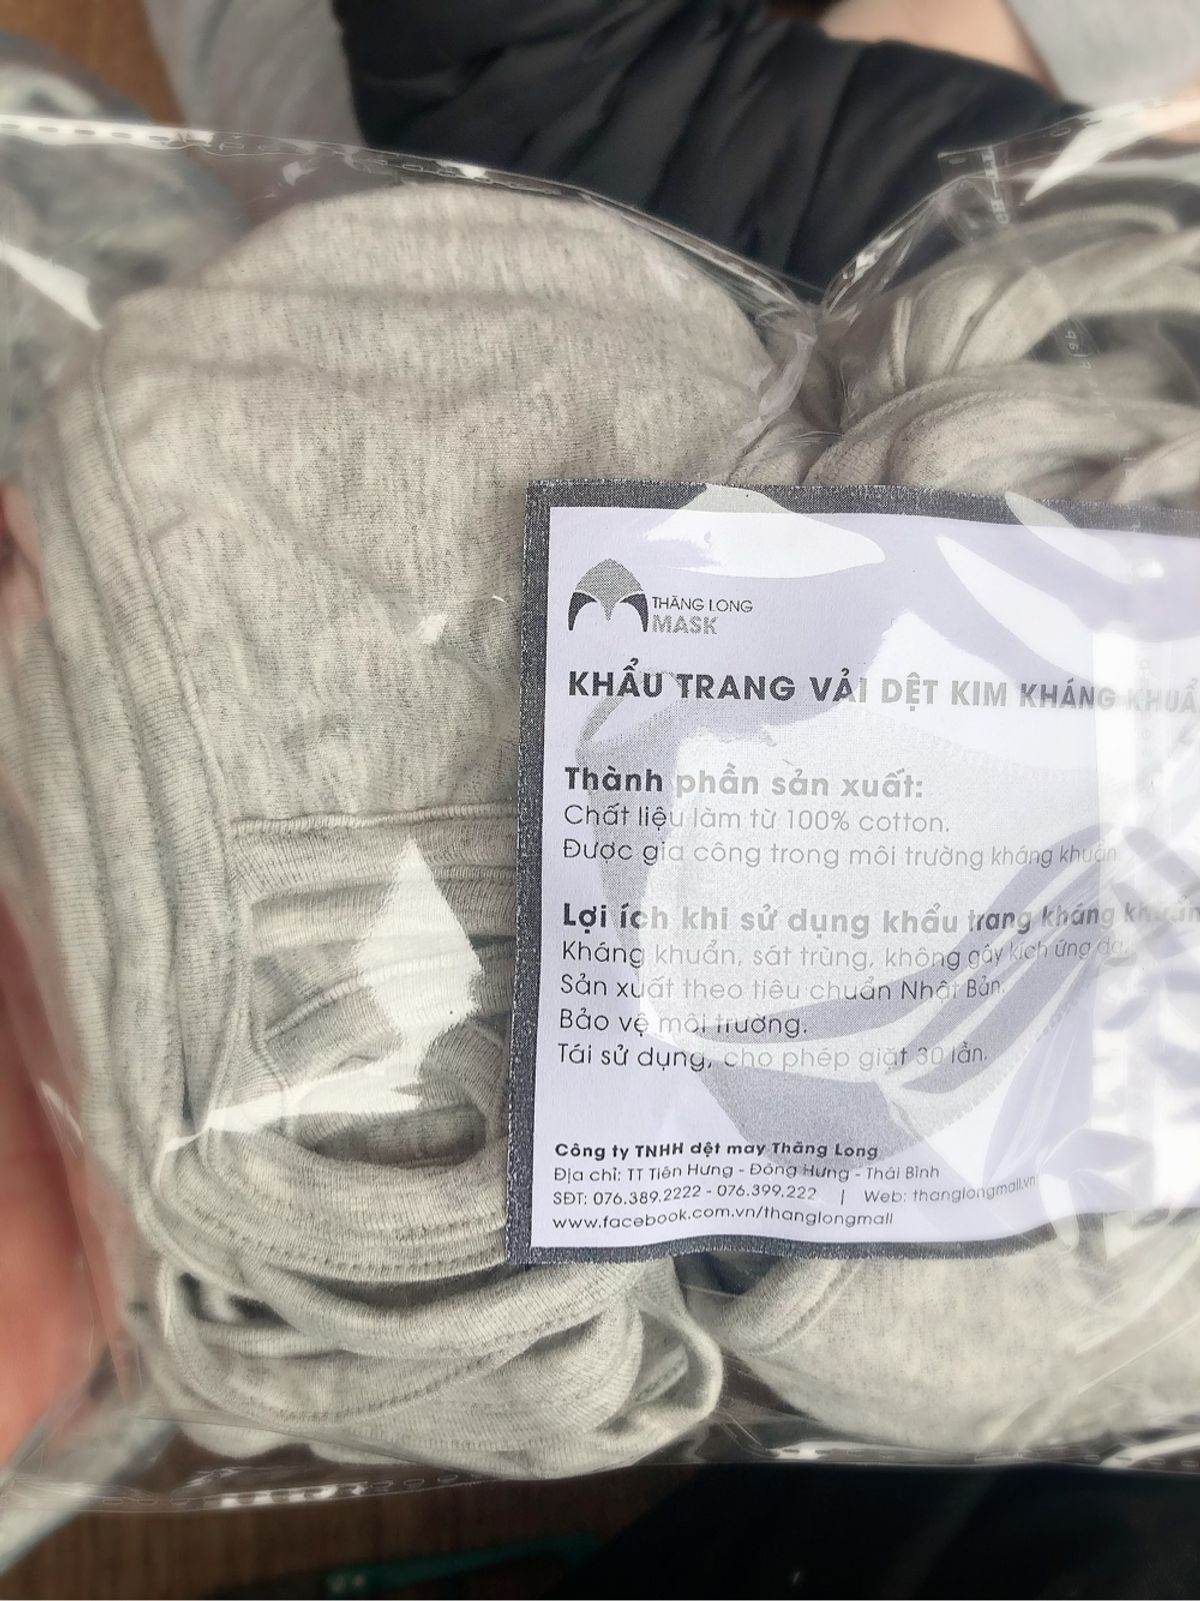 THĂNG LONG
MASK
KHẨU TRANG VẢI DỆT KIM KHÁNG
Thành phần sản xuất:
Chất liệu làm từ 100% cotton.
Được gia công trong môi trường kháng khuẩn
Lợi ích khi sử dụng khẩu trang kháng
Kháng khuẩn, sát trùng, không gây kích ứng da.
Sản xuất theo tiêu chuẩn Nhật Bản.
Bảo vệ môi trường.
Tái sử dụng, cho phép giặt 30 lần.
Công ty TNHH dệt may Thăng Long
Địa chỉ: TT Tiên Hưng - Đông Hưng - Thái Bình
SĐT: 076.389.2222 - 076.399.222 | Web: thanglongmall.vn
www.facebook.com.vn/thanglongmall